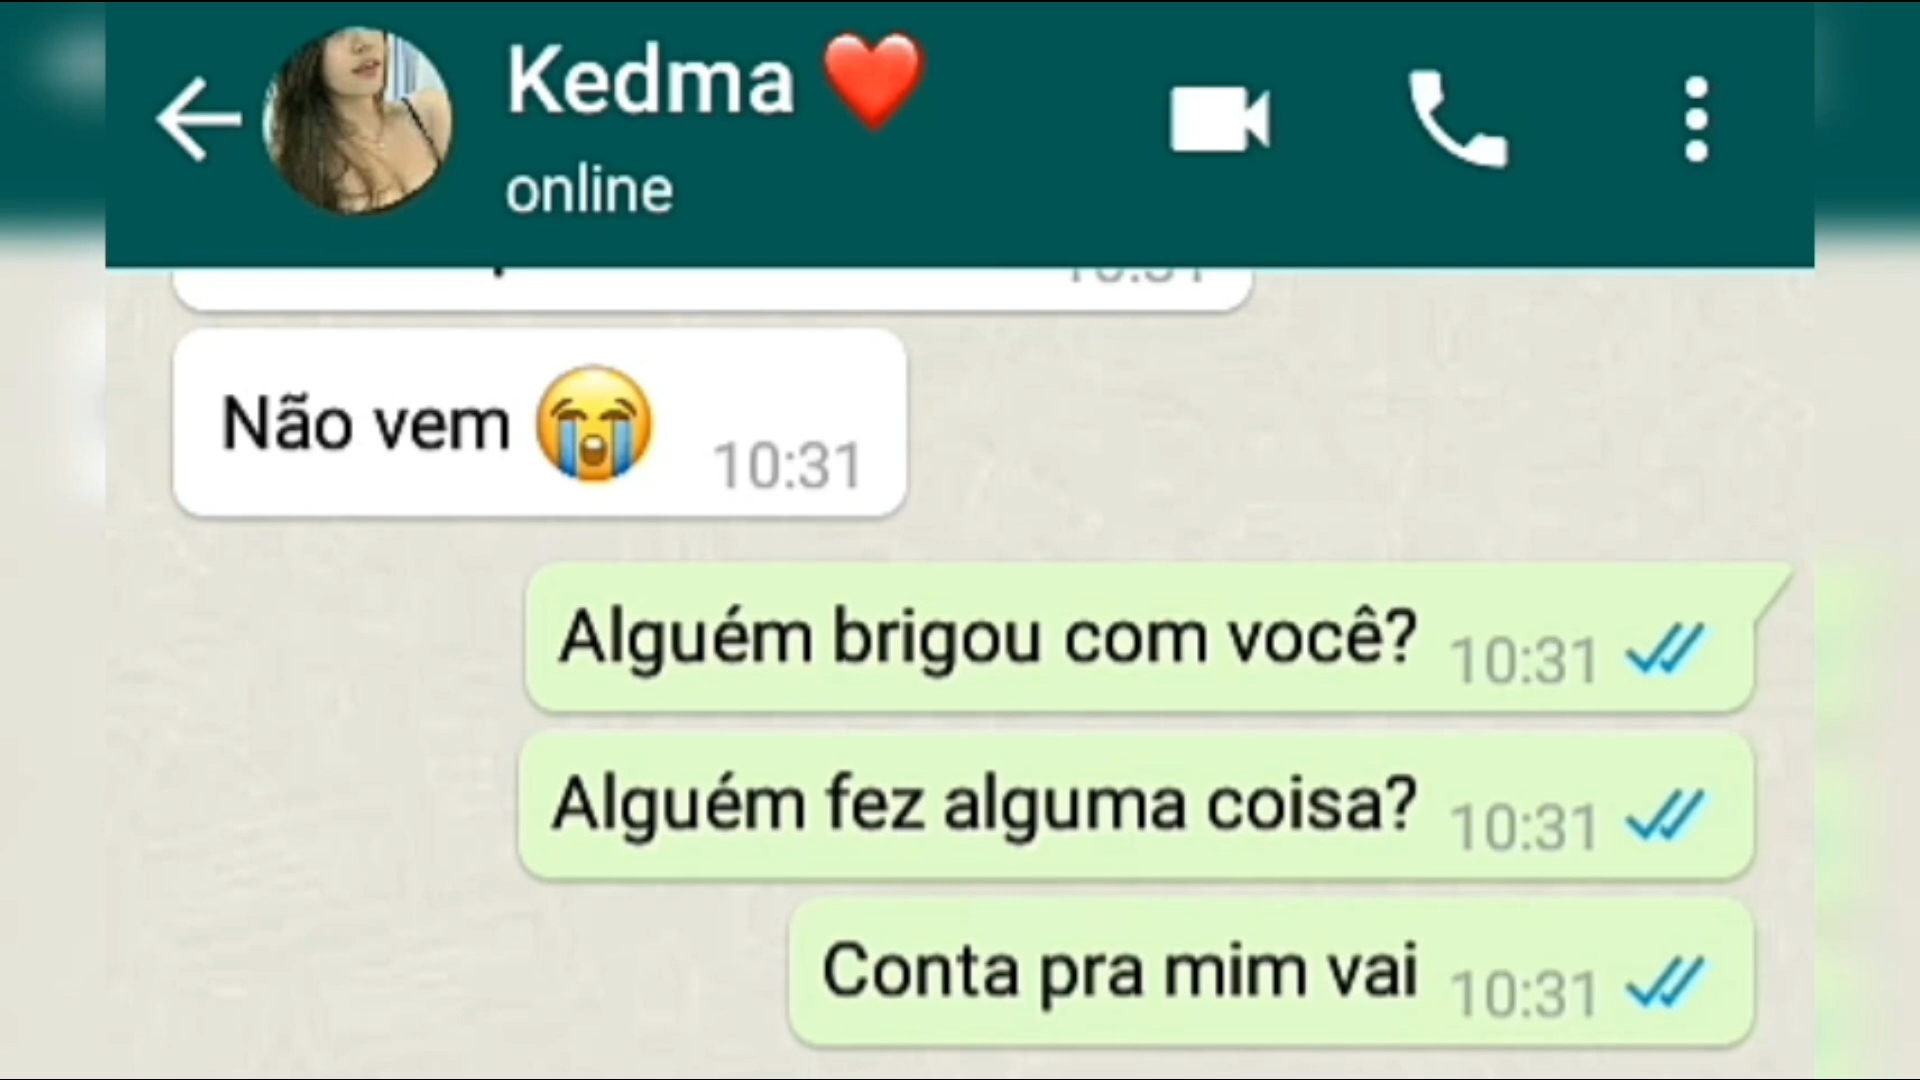 Kedma ❤️
online
Não vem 😭 10:31
Alguém brigou com você? 10:31
Alguém fez alguma coisa? 10:31
Conta pra mim vai 10:31